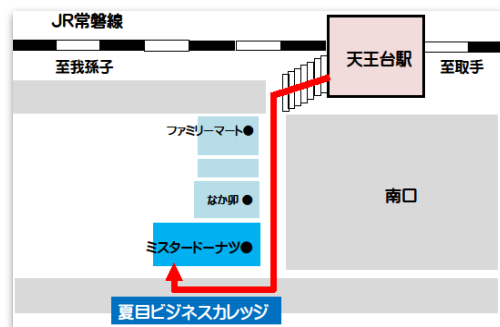 JR常磐線
天王台駅
至我孫子
至取手
ファミリーマート●
なか卯●
南口
ミスタードーナツ●
夏目ビジネスカレッジ